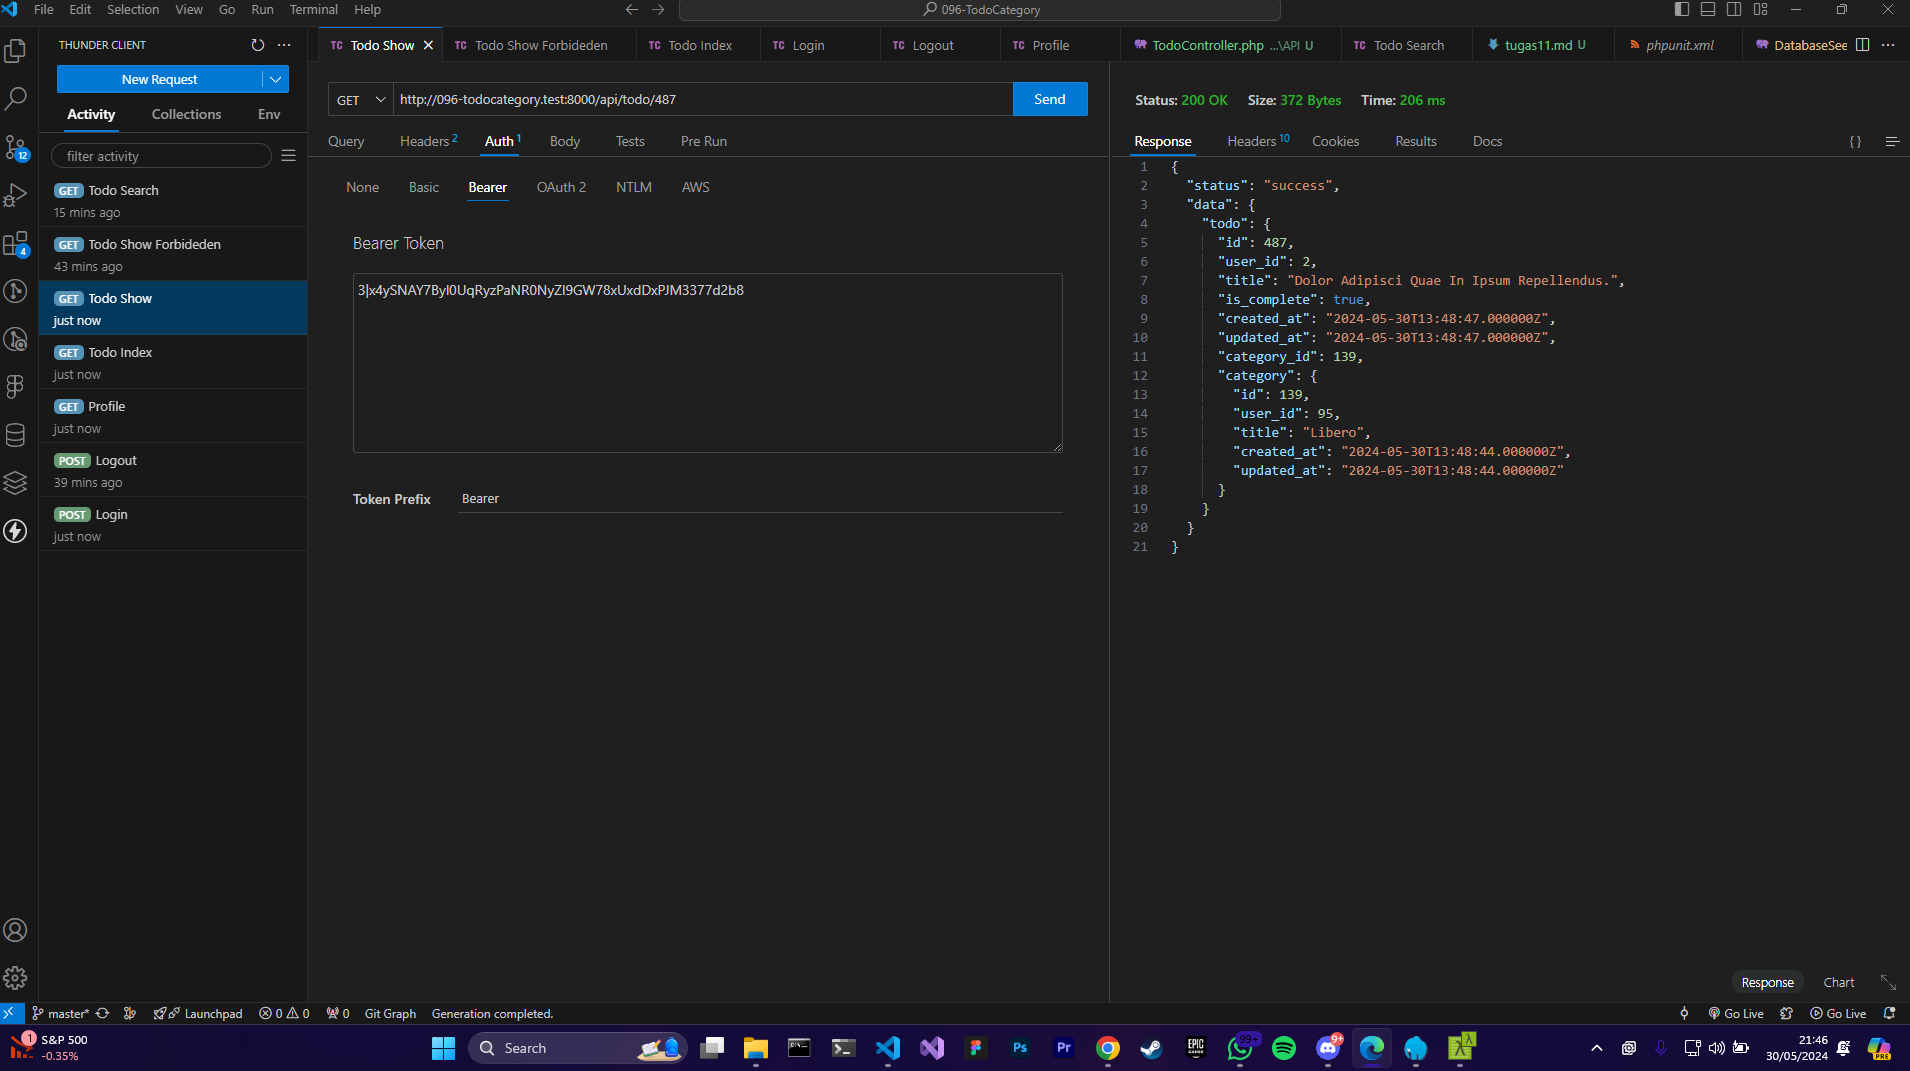 File Edit Selection View Go Run Terminal Help
096-TodoCategory
THUNDER CLIENT
New Request
Activity Collections Env
filter activity
GET Todo Search
15 mins ago
GET Todo Show Forbideden
43 mins ago
GET Todo Show
just now
GET Todo Index
just now
GET Profile
just now
POST Logout
39 mins ago
POST Login
just now
TC Todo Show
TC Todo Show Forbideden
TC Todo Index
TC Login
TC Logout
TC Profile
TodoController.php ...\API U
TC Todo Search
tugas11.md U
phpunit.xml
DatabaseSee
GET http://096-todocategory.test:8000/api/todo/487 Send
Query Headers 2 Auth 1 Body Tests Pre Run
None Basic Bearer OAuth 2 NTLM AWS
Bearer Token
3|x4ySNAY7ByI0UqRyzPaNR0NyZI9GW78xUxdDxPJM3377d2b8
Token Prefix Bearer
Status: 200 OK Size: 372 Bytes Time: 206 ms
Response Headers 10 Cookies Results Docs
{ }
1 {
2 "status": "success",
3 "data": {
4 "todo": {
5 "id": 487,
6 "user_id": 2,
7 "title": "Dolor Adipisci Quae In Ipsum Repellendus.",
8 "is_complete": true,
9 "created_at": "2024-05-30T13:48:47.000000Z",
10 "updated_at": "2024-05-30T13:48:47.000000Z",
11 "category_id": 139,
12 "category": {
13 "id": 139,
14 "user_id": 95,
15 "title": "Libero",
16 "created_at": "2024-05-30T13:48:44.000000Z",
17 "updated_at": "2024-05-30T13:48:44.000000Z"
18 }
19 }
20 }
21 }
Response Chart
12
4
master* Launchpad 0 0 0 Git Graph Generation completed.
Go Live Go Live
1 S&P 500
-0.35%
Search
Ps Pr EPIC GAMES 99+ 9+
21:46
30/05/2024
PRE